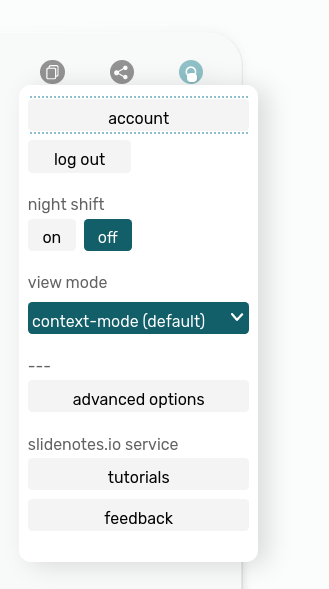 account
log out
night shift
on off
view mode
context-mode (default)
---
advanced options
slidenotes.io service
tutorials
feedback